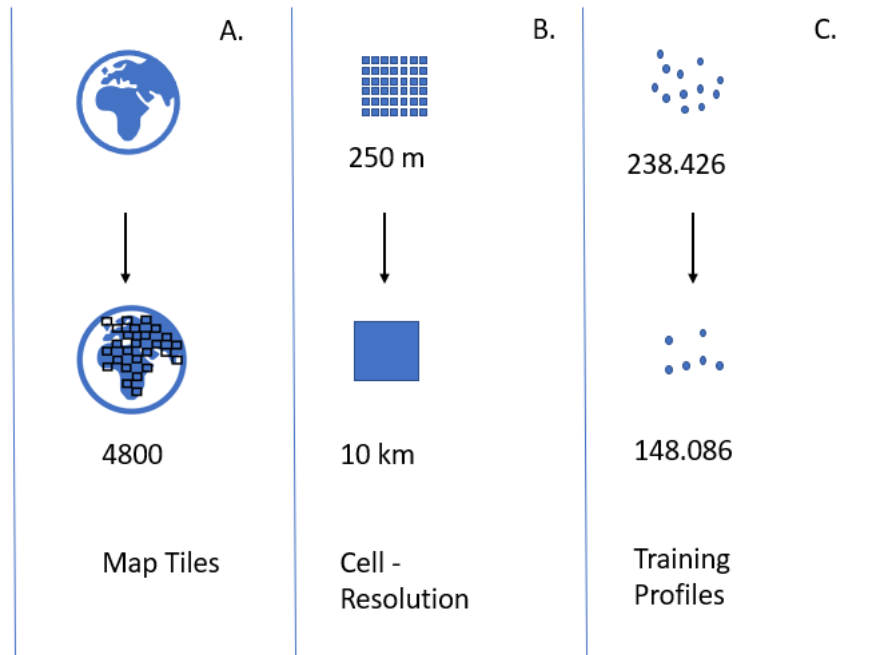 A.
4800
Map Tiles
B.
250 m
10 km
Cell -
Resolution
C.
238.426
148.086
Training
Profiles